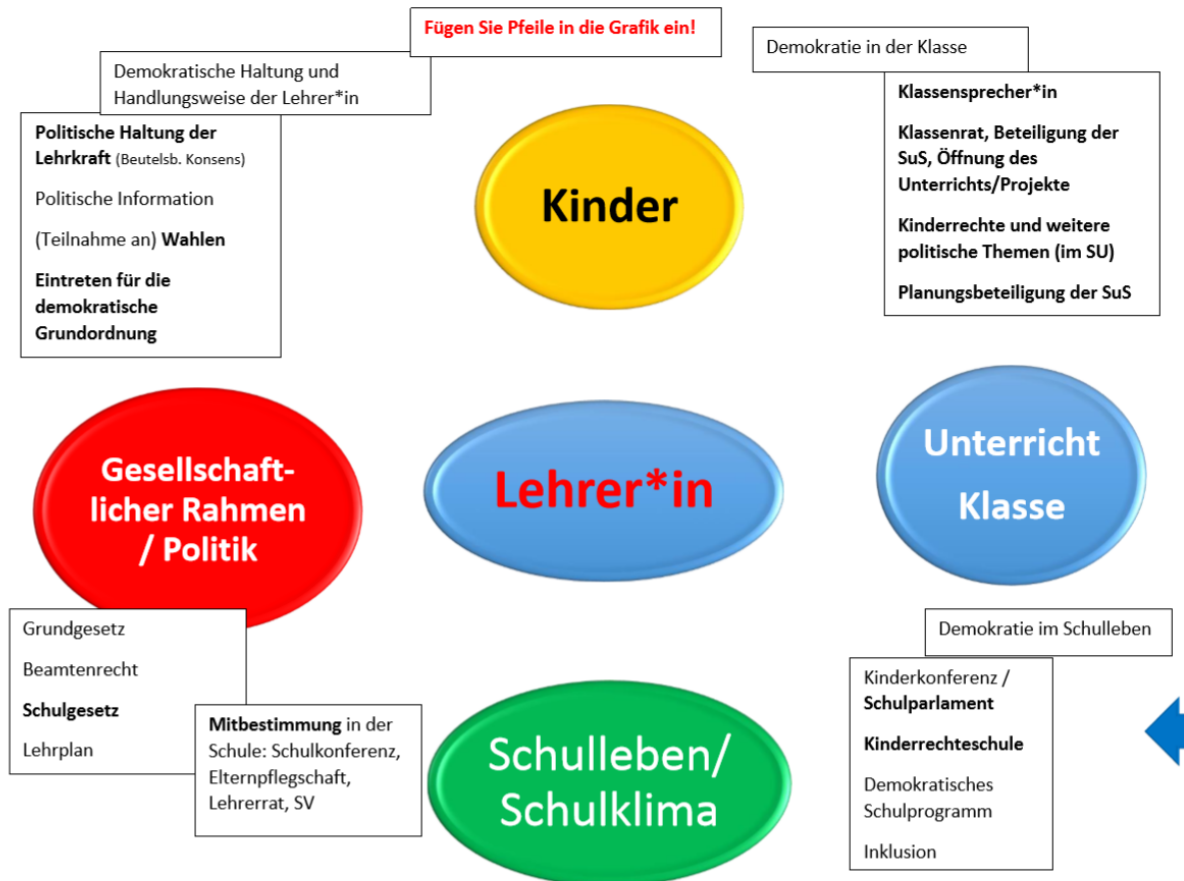 Fügen Sie Pfeile in die Grafik ein!
Demokratische Haltung und
Handlungsweise der Lehrer*in
Politische Haltung der
Lehrkraft (Beutelsb. Konsens)
Politische Information
(Teilnahme an) Wahlen
Eintreten für die
demokratische
Grundordnung
Kinder
Demokratie in der Klasse
Klassensprecher*in
Klassenrat, Beteiligung der
SuS, Öffnung des
Unterrichts/Projekte
Kinderrechte und weitere
politische Themen (im SU)
Planungsbeteiligung der SuS
Gesellschaft-
licher Rahmen
/ Politik
Lehrer*in
Unterricht
Klasse
Grundgesetz
Beamtenrecht
Schulgesetz
Lehrplan
Mitbestimmung in der
Schule: Schulkonferenz,
Elternpflegschaft,
Lehrerrat, SV
Schulleben/
Schulklima
Demokratie im Schulleben
Kinderkonferenz /
Schulparlament
Kinderrechteschule
Demokratisches
Schulprogramm
Inklusion